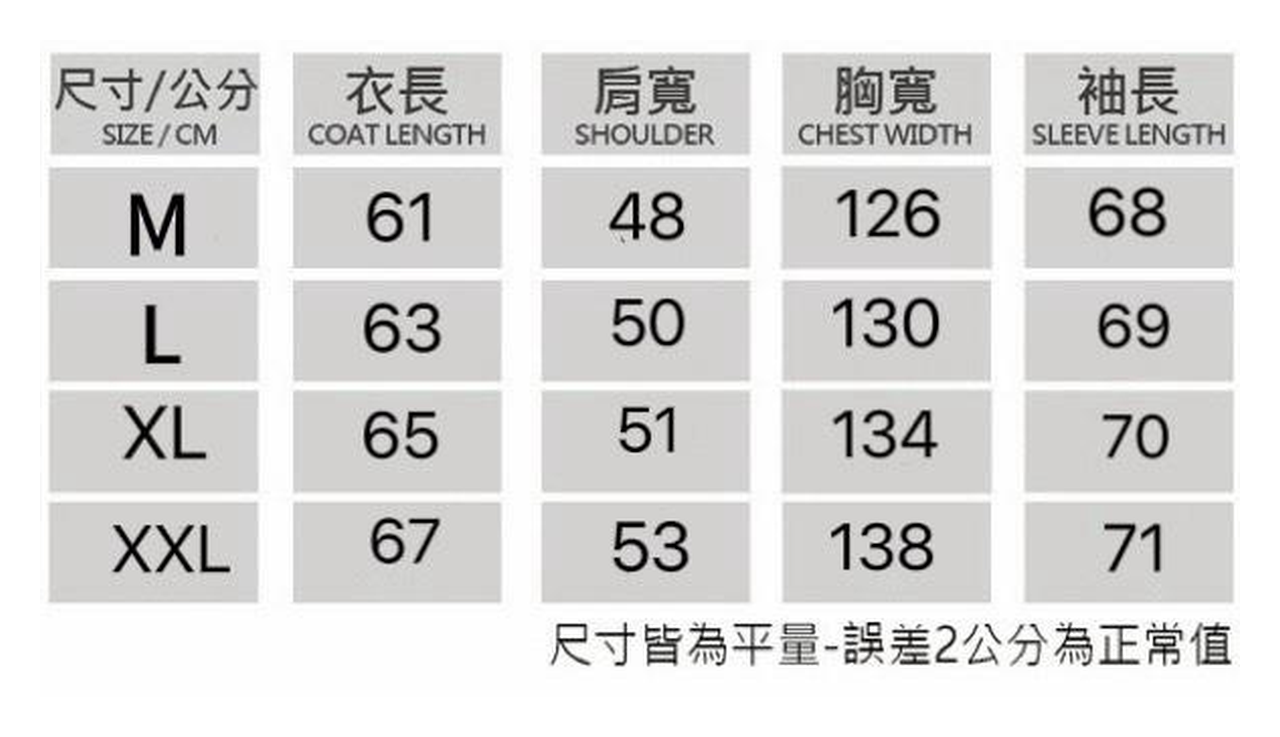 尺寸/公分 衣長 肩寬 胸寬 袖長
SIZE / CM COAT LENGTH SHOULDER CHEST WIDTH SLEEVE LENGTH
M 61 48 126 68
L 63 50 130 69
XL 65 51 134 70
XXL 67 53 138 71
尺寸皆為平量-誤差2公分為正常值